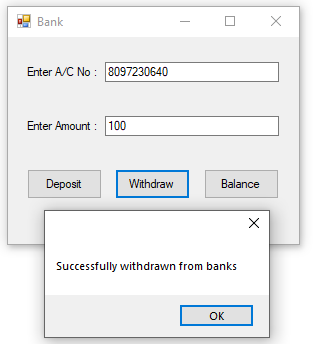 Bank
Enter A/C No : 8097230640
Enter Amount : 100
Deposit Withdraw Balance
Successfully withdrawn from banks
OK